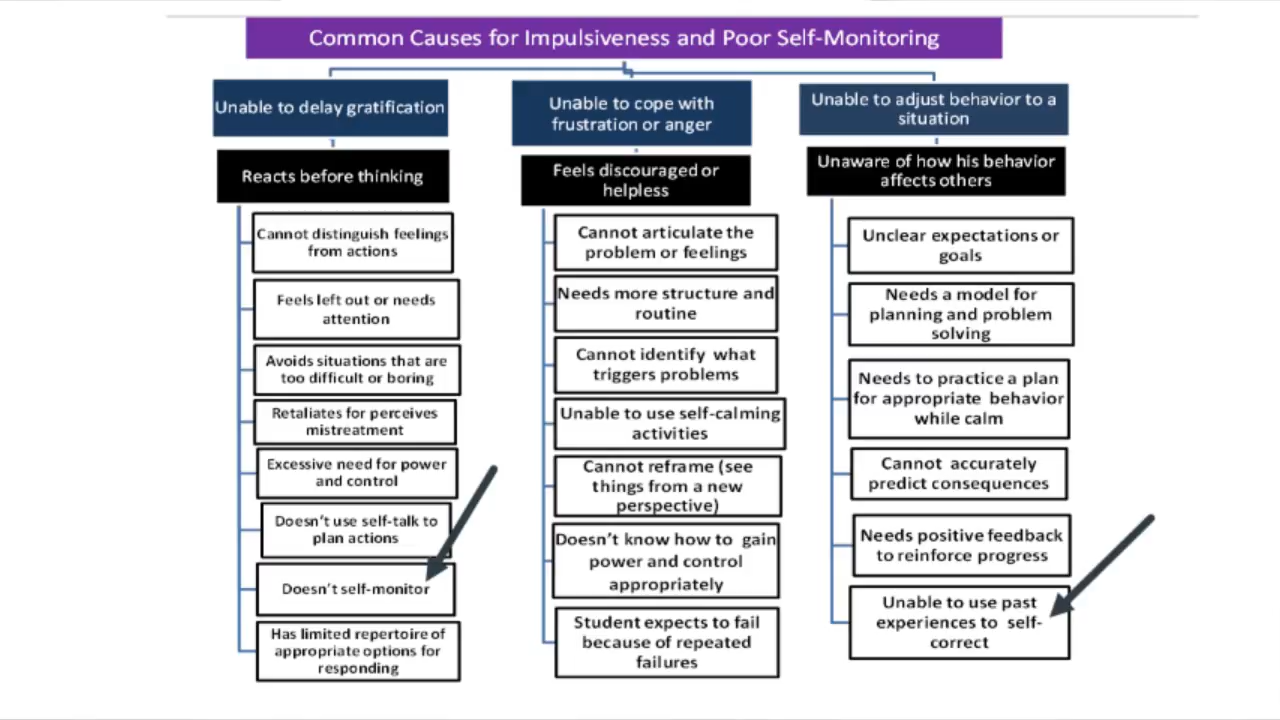 Common Causes for Impulsiveness and Poor Self-Monitoring
Unable to delay gratification
Reacts before thinking
Cannot distinguish feelings
from actions
Feels left out or needs
attention
Avoids situations that are
too difficult or boring
Retaliates for perceives
mistreatment
Excessive need for power
and control
Doesn't use self-talk to
plan actions
Doesn't self-monitor
Has limited repertoire of
appropriate options for
responding
Unable to cope with
frustration or anger
Feels discouraged or
helpless
Cannot articulate the
problem or feelings
Needs more structure and
routine
Cannot identify what
triggers problems
Unable to use self-calming
activities
Cannot reframe (see
things from a new
perspective)
Doesn't know how to gain
power and control
appropriately
Student expects to fail
because of repeated
failures
Unable to adjust behavior to a
situation
Unaware of how his behavior
affects others
Unclear expectations or
goals
Needs a model for
planning and problem
solving
Needs to practice a plan
for appropriate behavior
while calm
Cannot accurately
predict consequences
Needs positive feedback
to reinforce progress
Unable to use past
experiences to self-
correct